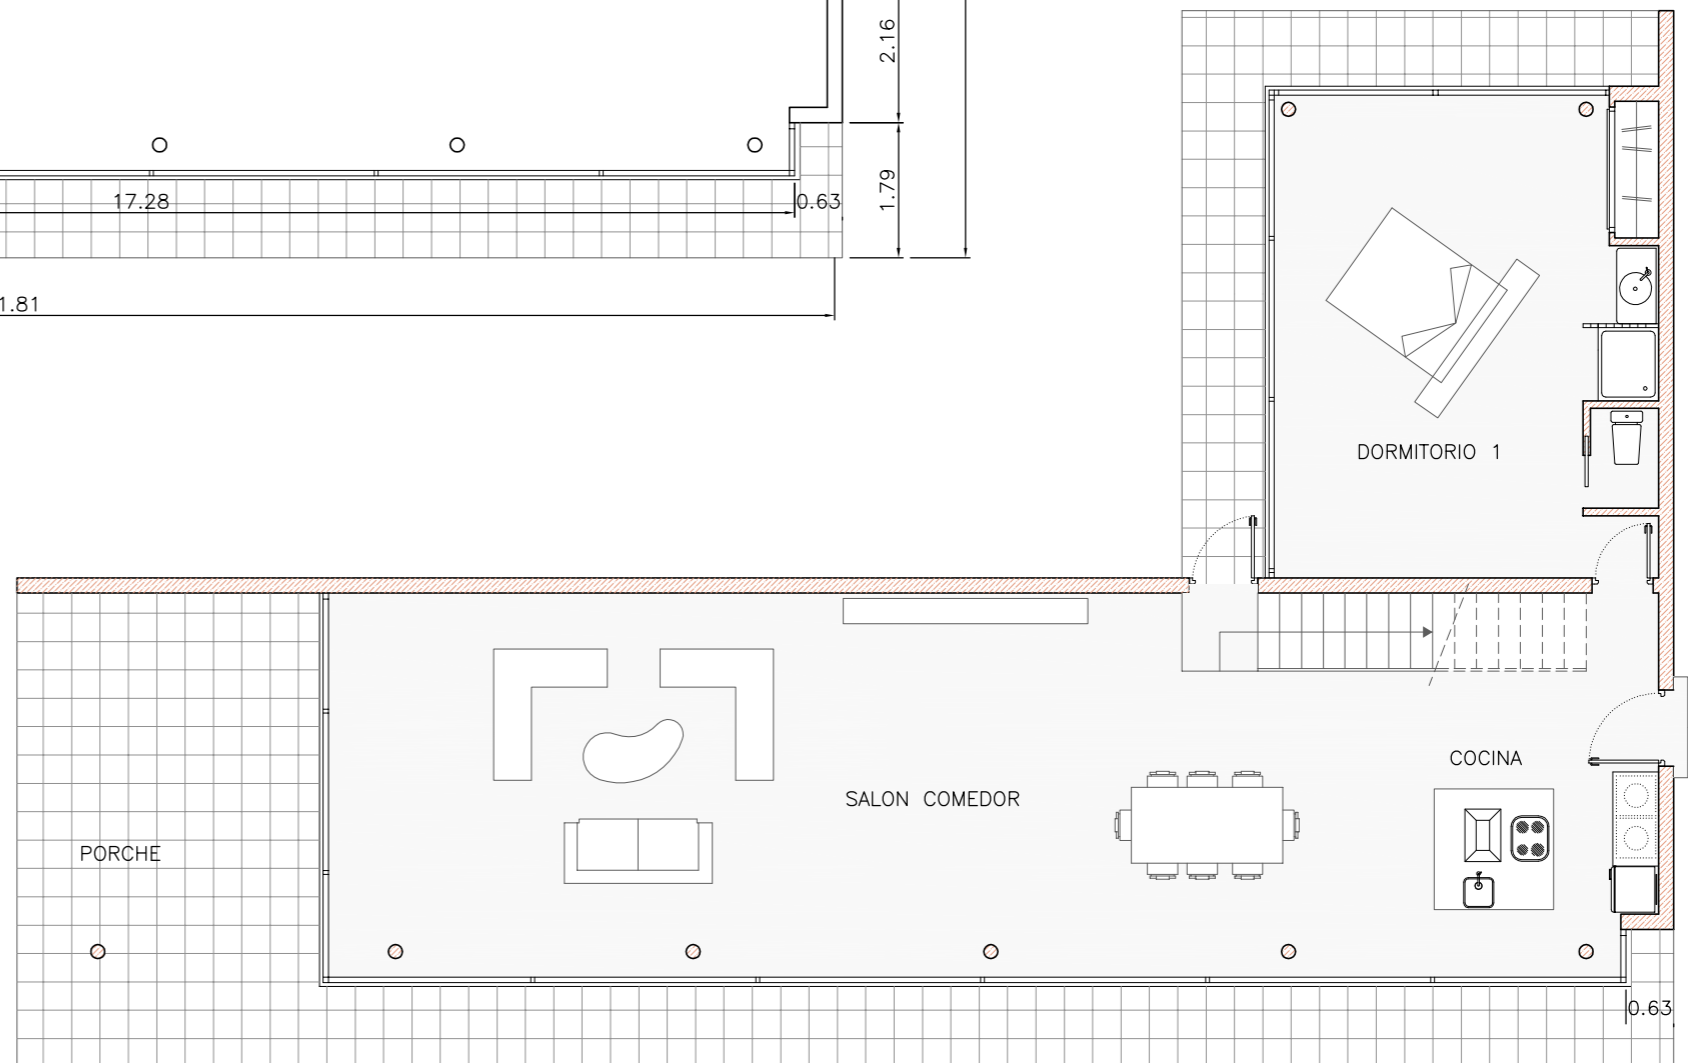 2.16
1.79
17.28
0.63
1.81
DORMITORIO 1
COCINA
SALON COMEDOR
PORCHE
0.63